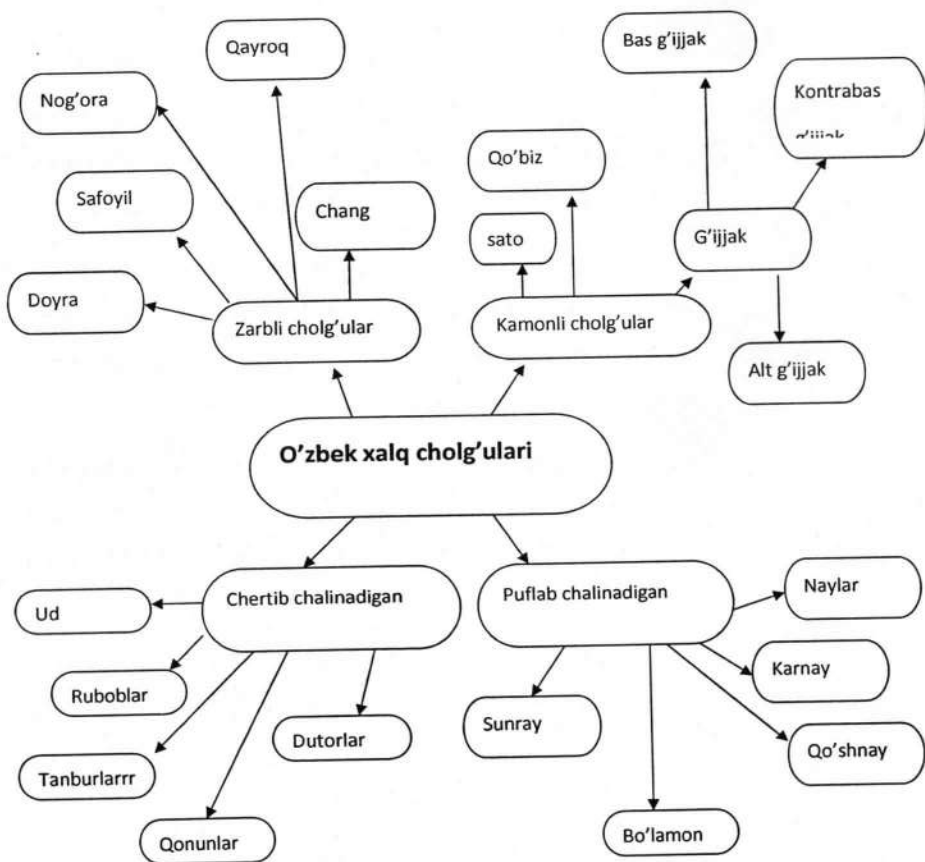 Qayroq
Bas g'ijjak
Nog'ora
Kontrabas
g'ijjak
Qo'biz
Safoyil
Chang
sato
G'ijjak
Doyra
Zarbli cholg'ular
Kamonli cholg'ular
Alt g'ijjak
O'zbek xalq cholg'ulari
Chertib chalinadigan
Puflab chalinadigan
Naylar
Ud
Karnay
Ruboblar
Sunray
Dutorlar
Qo'shnay
Tanburlarrr
Qonunlar
Bo'lamon